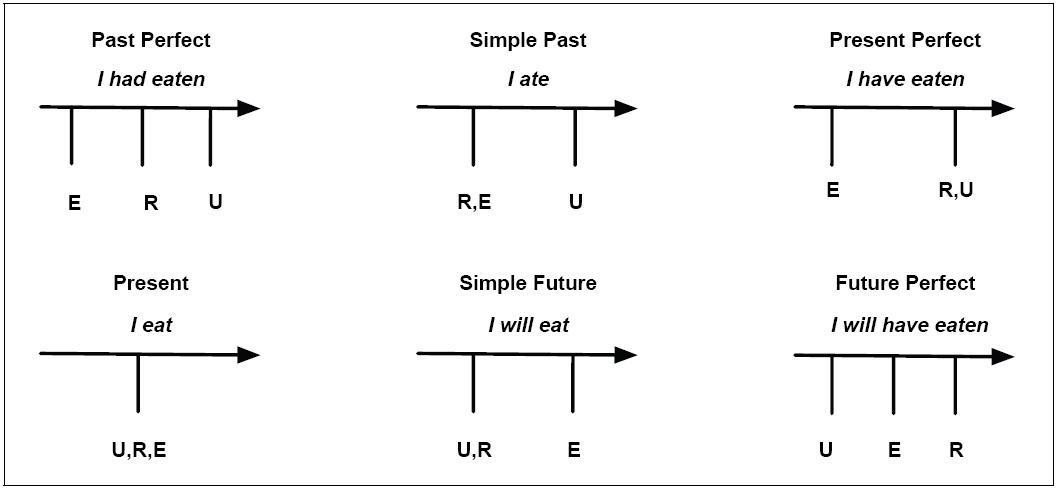 Past Perfect
I had eaten
E R U
Simple Past
I ate
R,E U
Present Perfect
I have eaten
E R,U
Present
I eat
U,R,E
Simple Future
I will eat
U,R E
Future Perfect
I will have eaten
U E R